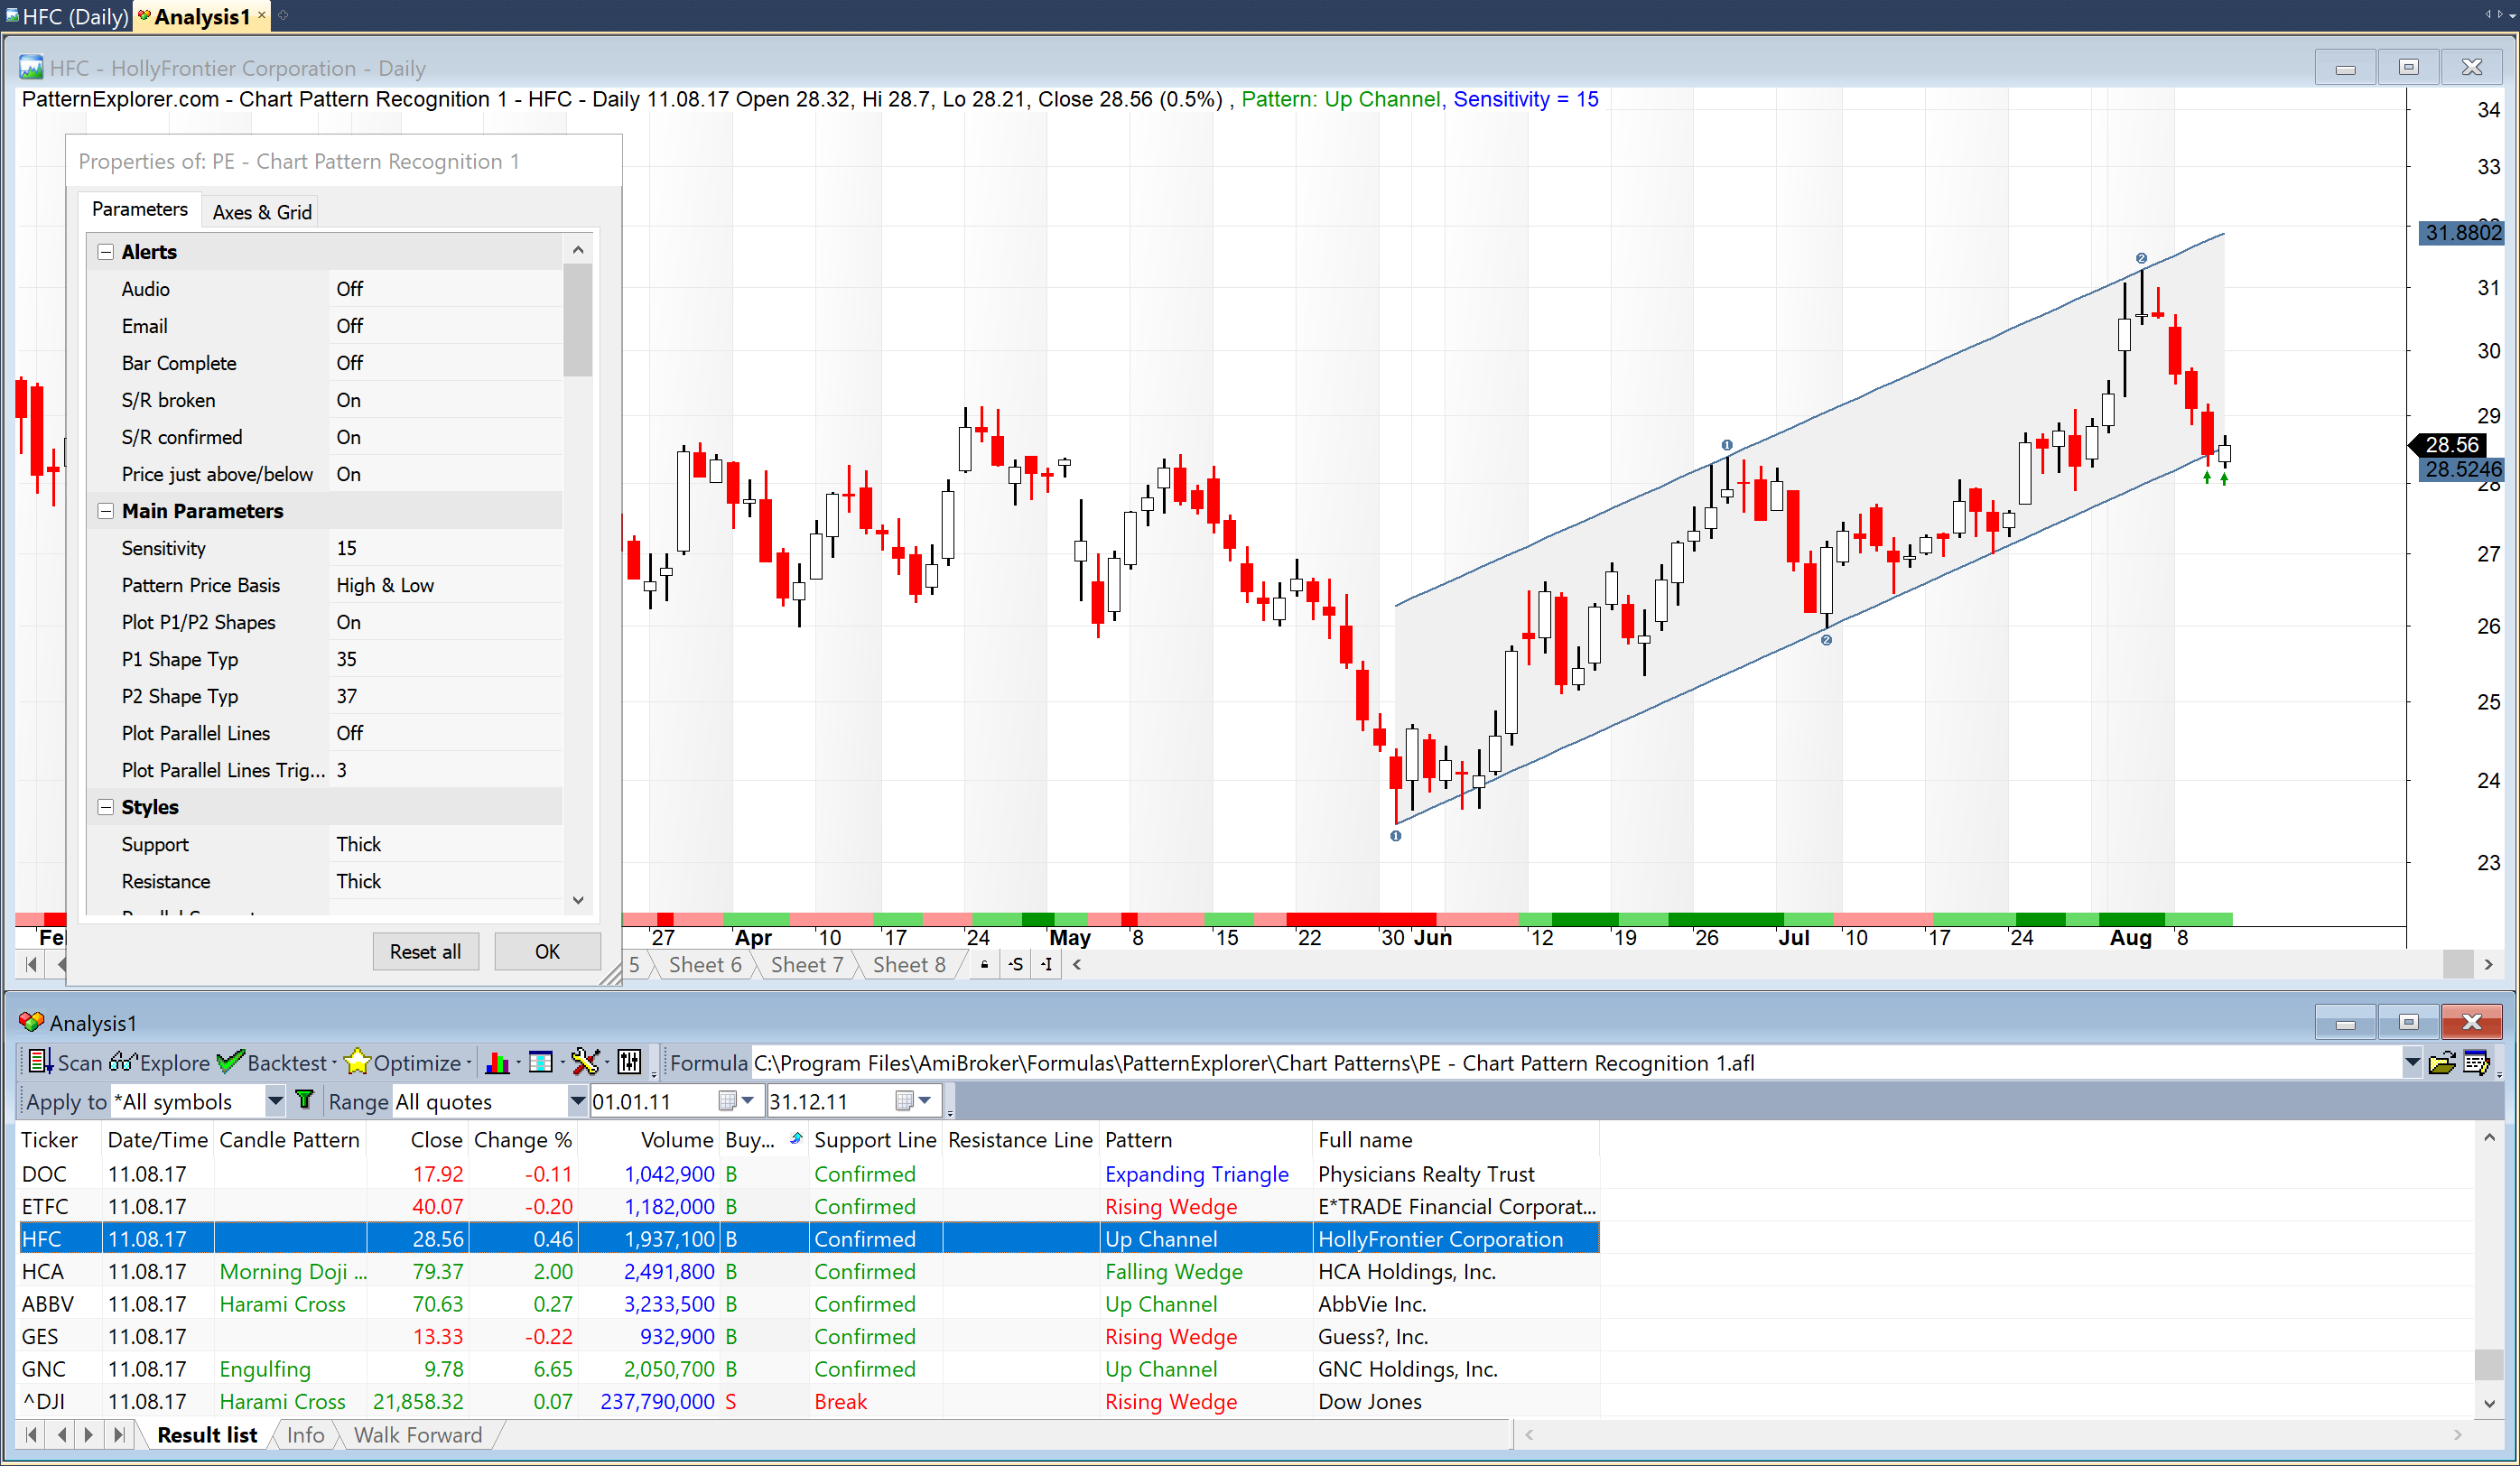 HFC (Daily) Analysis1
HFC - HollyFrontier Corporation - Daily
PatternExplorer.com - Chart Pattern Recognition 1 - HFC - Daily 11.08.17 Open 28.32, Hi 28.7, Lo 28.21, Close 28.56 (0.5%) , Pattern: Up Channel, Sensitivity = 15
Properties of: PE - Chart Pattern Recognition 1
Parameters Axes & Grid
Alerts
Audio Off
Email Off
Bar Complete Off
S/R broken On
S/R confirmed On
Price just above/below On
Main Parameters
Sensitivity 15
Pattern Price Basis High & Low
Plot P1/P2 Shapes On
P1 Shape Typ 35
P2 Shape Typ 37
Plot Parallel Lines Off
Plot Parallel Lines Trig... 3
Styles
Support Thick
Resistance Thick
Reset all OK
34
33
31.8802
31
30
29
28.56
28.5246
28
27
26
25
24
23
2
1
2
1
27 Apr 10 17 24 May 8 15 22 30 Jun 12 19 26 Jul 10 17 24 Aug 8
5 Sheet 6 Sheet 7 Sheet 8 S I
Analysis1
Scan Explore Backtest Optimize Formula C:\Program Files\AmiBroker\Formulas\PatternExplorer\Chart Patterns\PE - Chart Pattern Recognition 1.afl
Apply to *All symbols Range All quotes 01.01.11 31.12.11
Ticker Date/Time Candle Pattern Close Change % Volume Buy... Support Line Resistance Line Pattern Full name
DOC 11.08.17 17.92 -0.11 1,042,900 B Confirmed Expanding Triangle Physicians Realty Trust
ETFC 11.08.17 40.07 -0.20 1,182,000 B Confirmed Rising Wedge E*TRADE Financial Corporat...
HFC 11.08.17 28.56 0.46 1,937,100 B Confirmed Up Channel HollyFrontier Corporation
HCA 11.08.17 Morning Doji ... 79.37 2.00 2,491,800 B Confirmed Falling Wedge HCA Holdings, Inc.
ABBV 11.08.17 Harami Cross 70.63 0.27 3,233,500 B Confirmed Up Channel AbbVie Inc.
GES 11.08.17 13.33 -0.22 932,900 B Confirmed Rising Wedge Guess?, Inc.
GNC 11.08.17 Engulfing 9.78 6.65 2,050,700 B Confirmed Up Channel GNC Holdings, Inc.
^DJI 11.08.17 Harami Cross 21,858.32 0.07 237,790,000 S Break Rising Wedge Dow Jones
Result list Info Walk Forward